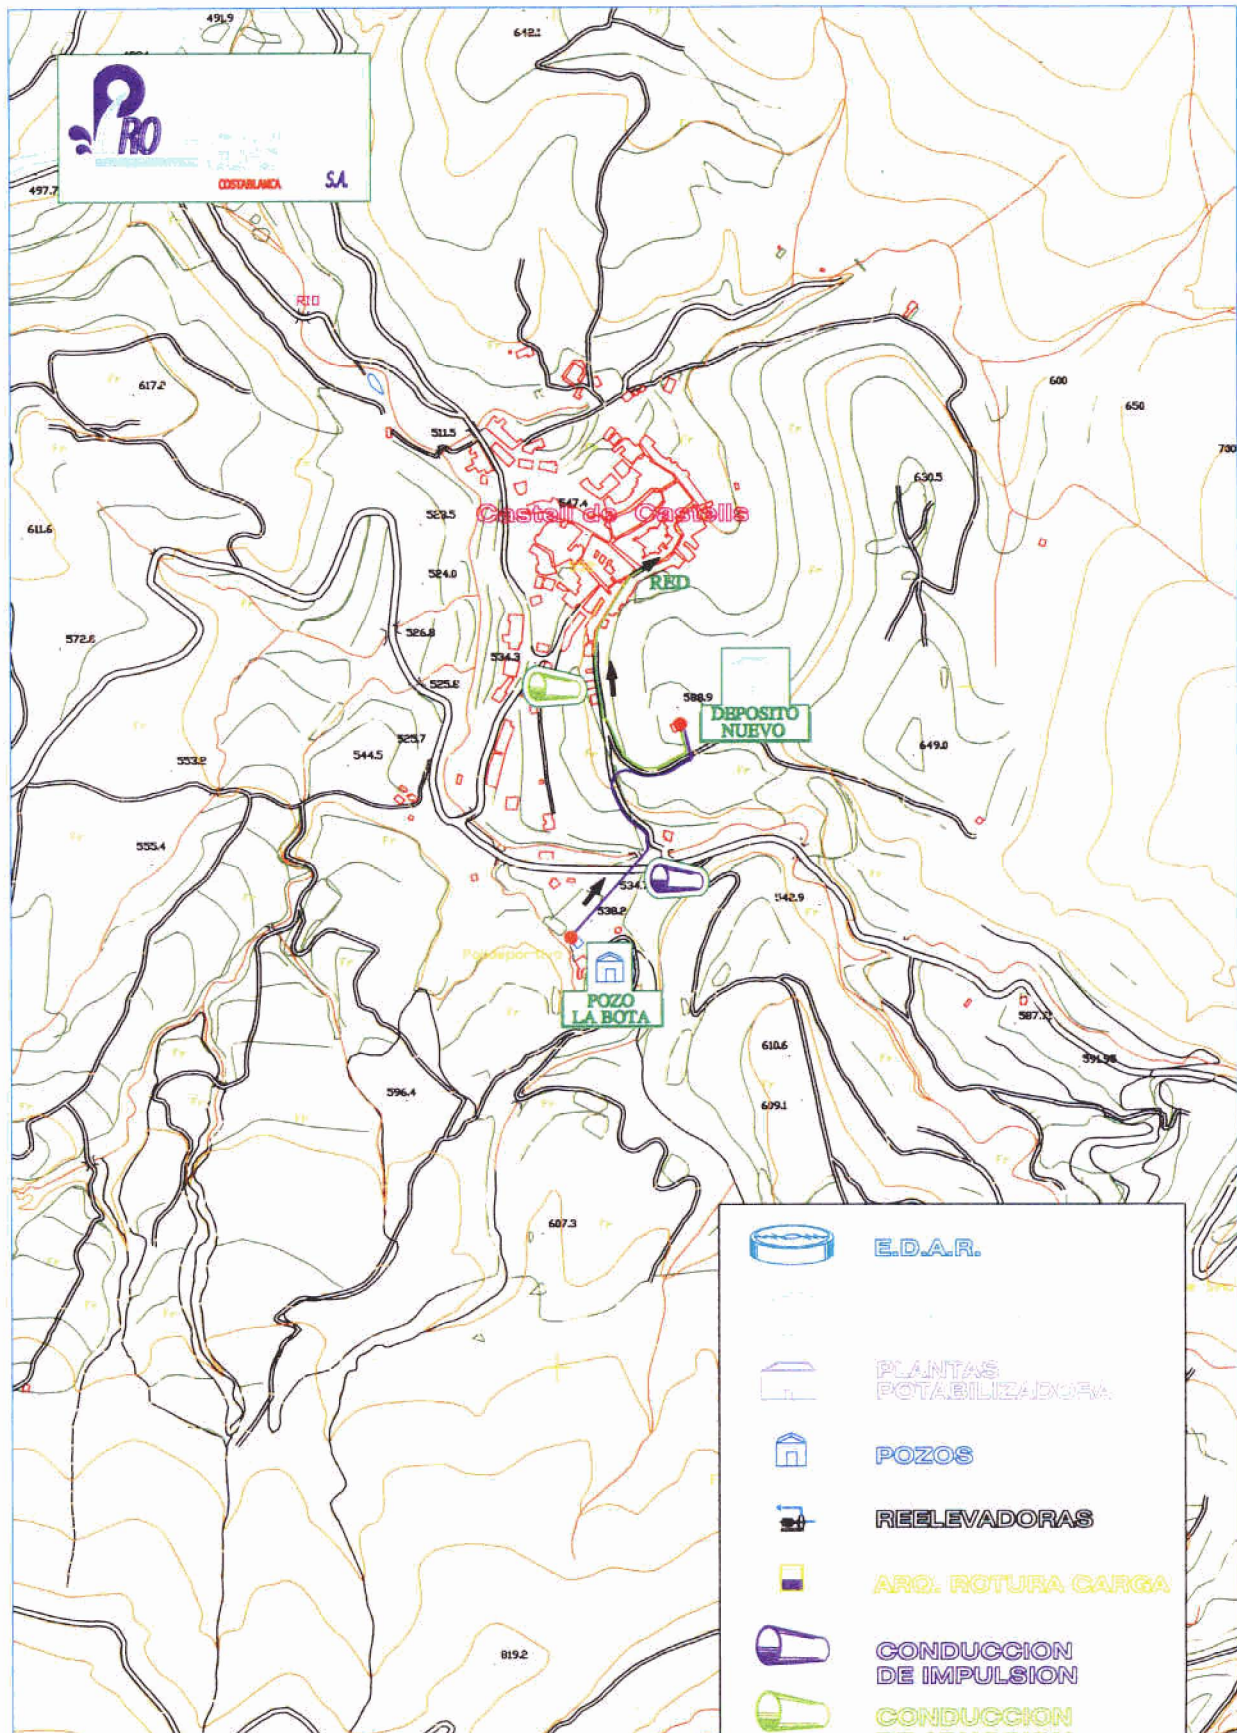 491.9
642.1
PRO
COSTABLANCA
S.A.
497.7
RIO
Fr
617.2
600
650
700
511.5
630.5
547.4
Castell de Castells
523.5
611.6
524.0
RED
572.8
526.8
534.3
525.8
588.9
DEPOSITO
NUEVO
525.7
544.5
553.2
649.0
555.4
534.
542.9
538.2
Polideportivo
POZO
LA BOTA
587.7
610.6
591.98
596.4
609.1
607.3
E.D.A.R.
PLANTAS
POTABILIZADORA
POZOS
REELEVADORAS
ARQ. ROTURA CARGA
CONDUCCION
DE IMPULSION
819.2
CONDUCCION